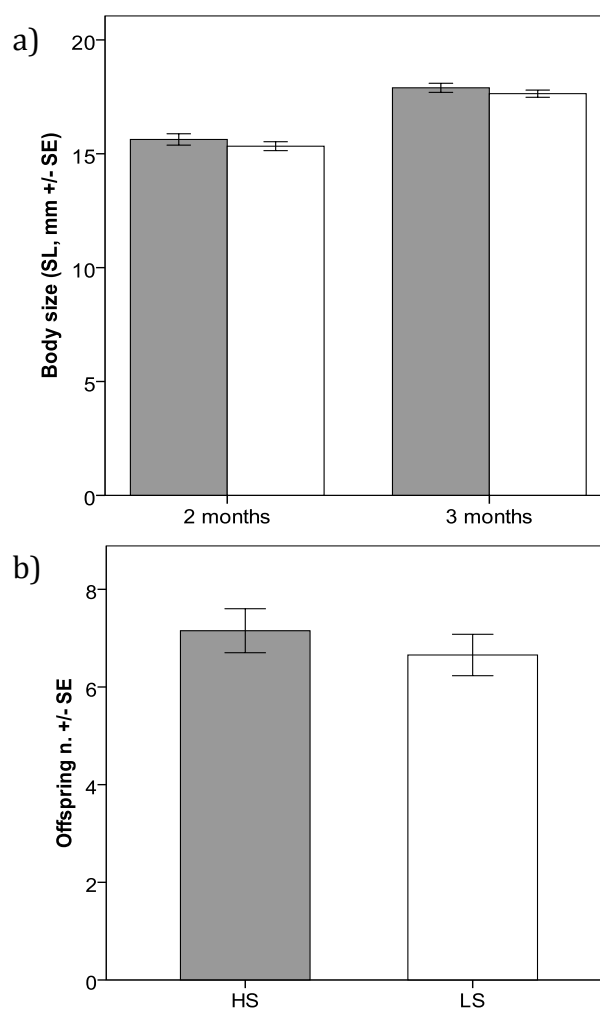 a)
Body size (SL, mm +/- SE)
20
15
10
5
0
2 months
3 months
b)
Offspring n. +/- SE
8
6
4
2
0
HS
LS